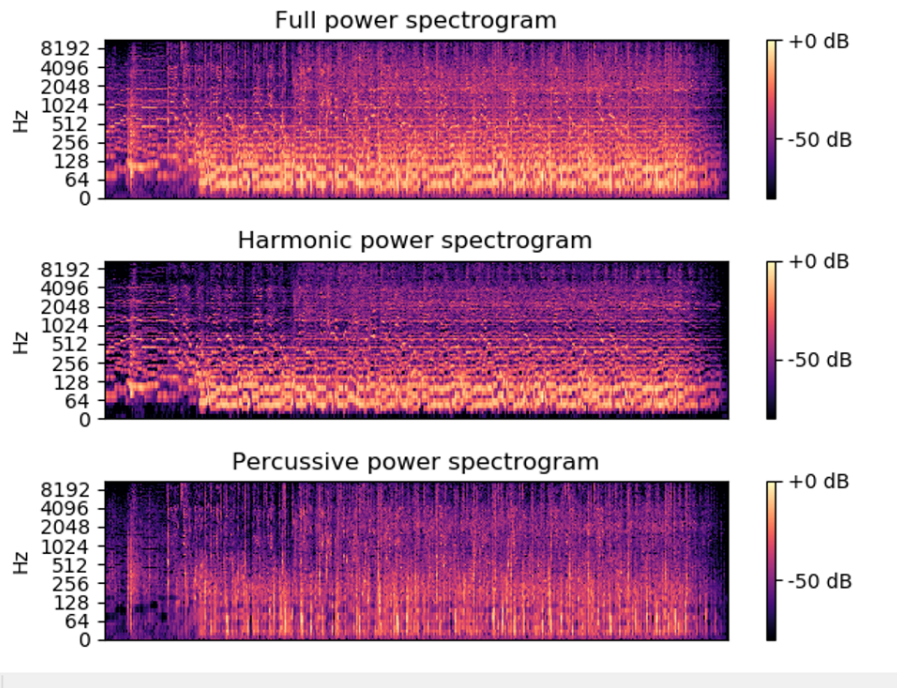 Full power spectrogram
Hz
8192
4096
2048
1024
512
256
128
64
0
+0 dB
-50 dB
Harmonic power spectrogram
Hz
8192
4096
2048
1024
512
256
128
64
0
+0 dB
-50 dB
Percussive power spectrogram
Hz
8192
4096
2048
1024
512
256
128
64
0
+0 dB
-50 dB